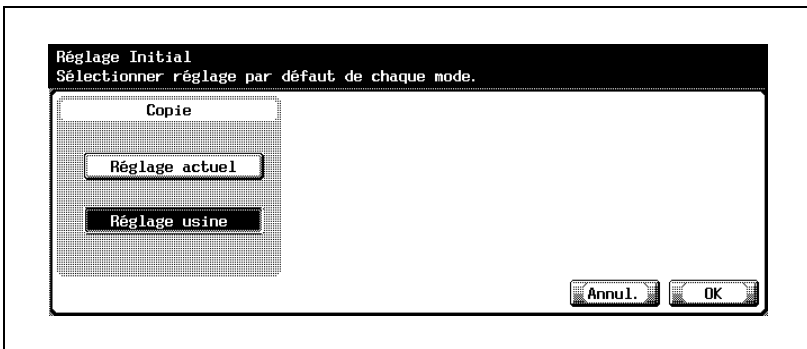 Réglage Initial
Sélectionner réglage par défaut de chaque mode.
Copie
Réglage actuel
Réglage usine
Annul. OK